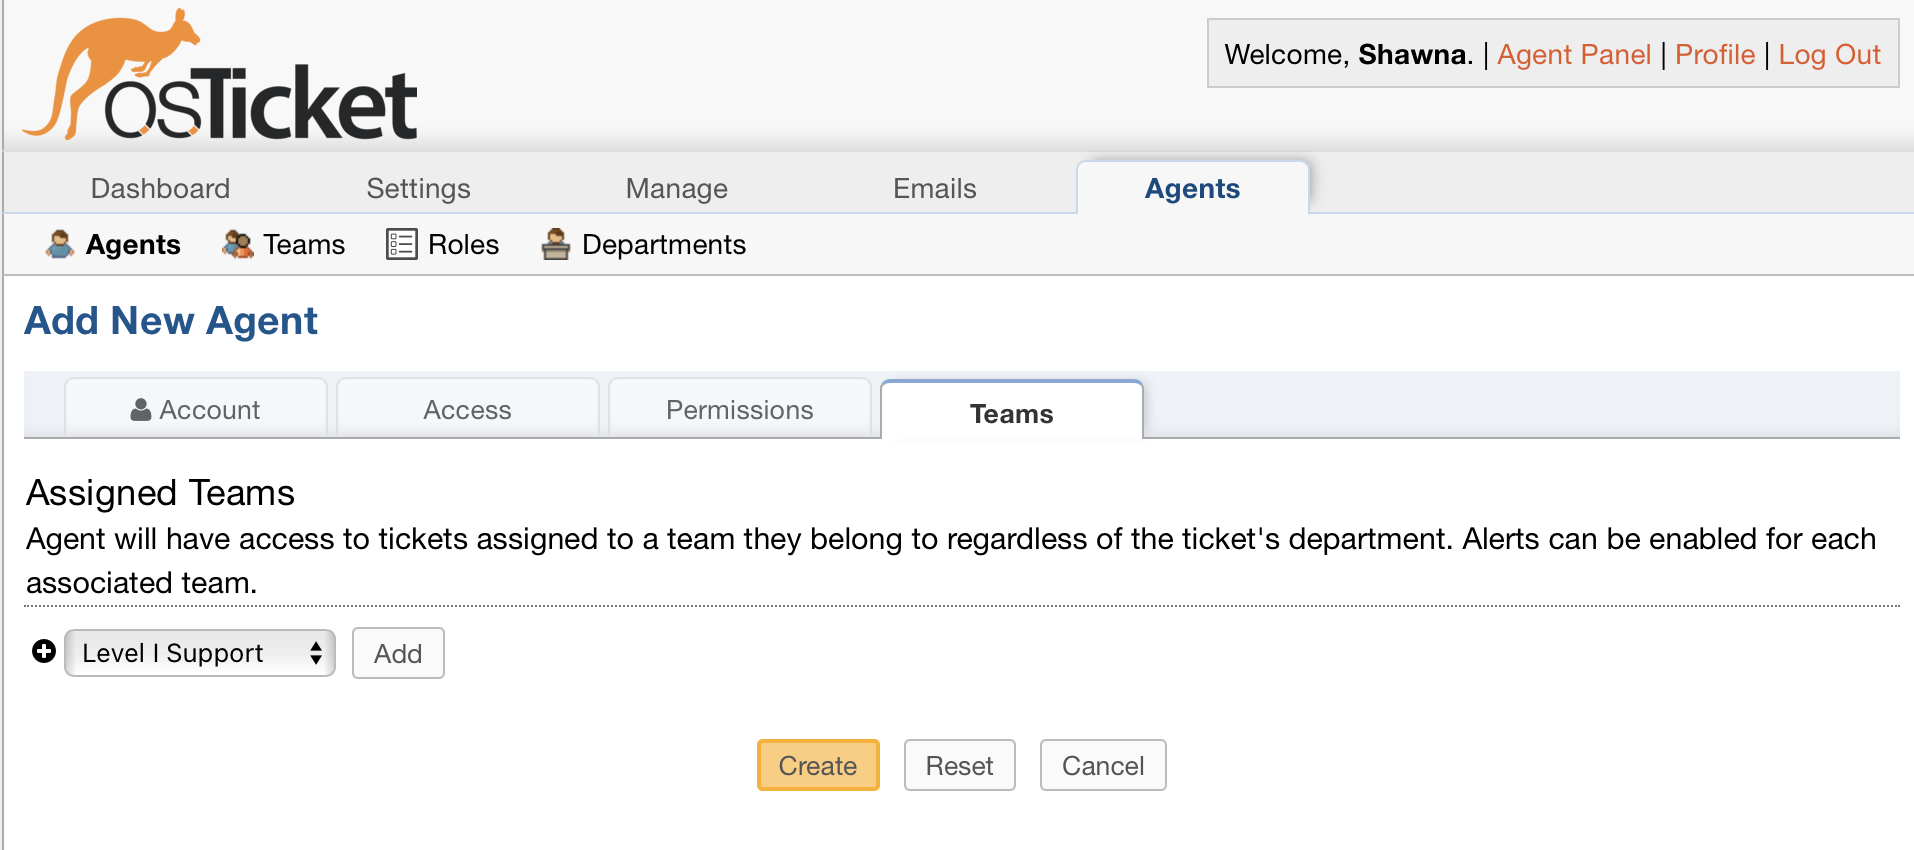 osTicket
Welcome, Shawna. | Agent Panel | Profile | Log Out
Dashboard Settings Manage Emails Agents
Agents Teams Roles Departments
Add New Agent
Account Access Permissions Teams
Assigned Teams
Agent will have access to tickets assigned to a team they belong to regardless of the ticket's department. Alerts can be enabled for each
associated team.
Level I Support Add
Create Reset Cancel